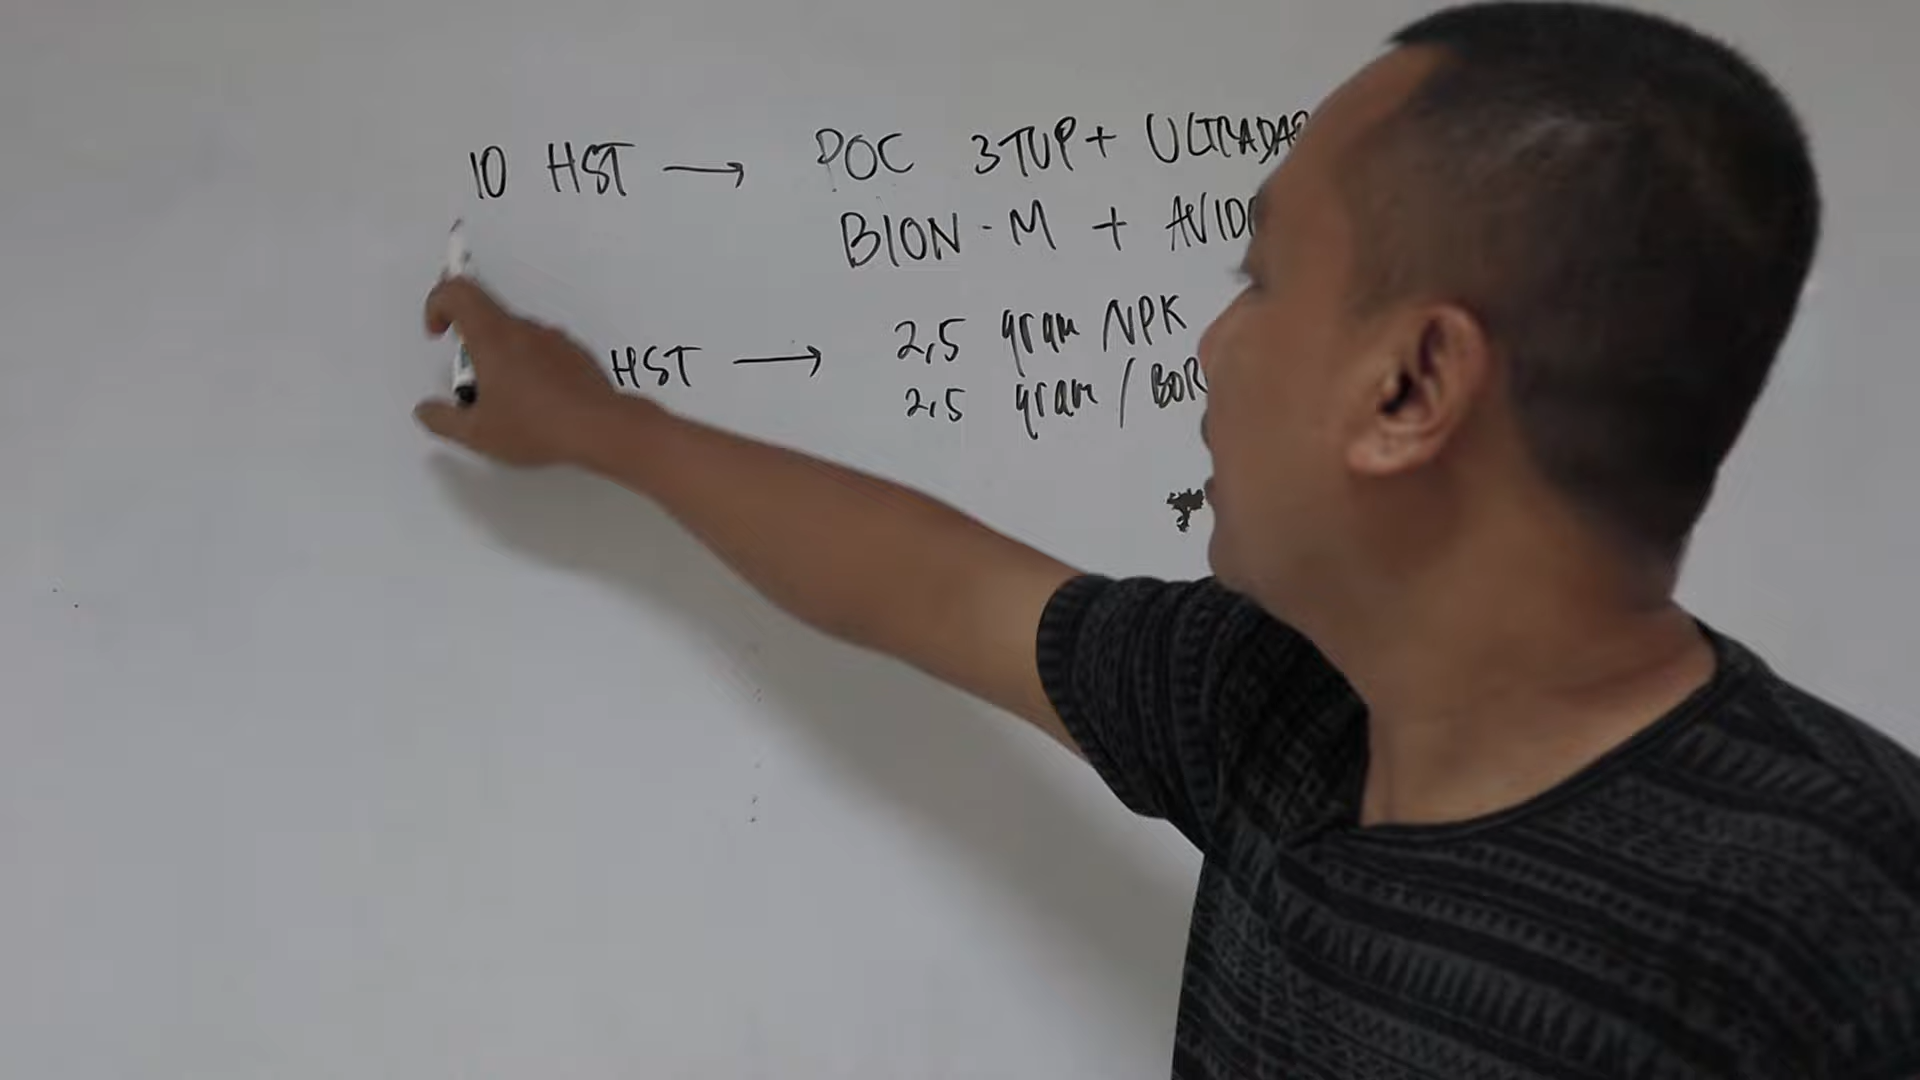 10 HST → POC 3TUP + ULTRADAP
BION-M + AVID
HST → 2,5 gram NPK
2,5 gram / BOR